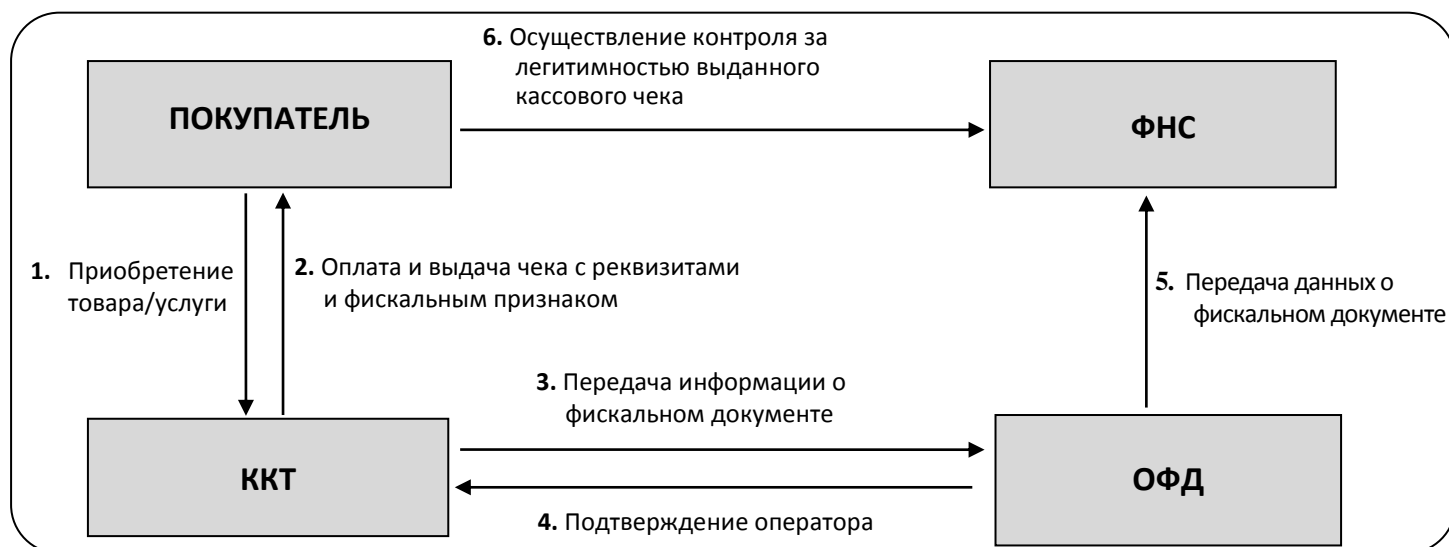 6. Осуществление контроля за
легитимностью выданного
кассового чека
ПОКУПАТЕЛЬ
ФНС
1. Приобретение
товара/услуги
2. Оплата и выдача чека с реквизитами
и фискальным признаком
5. Передача данных о
фискальном документе
3. Передача информации о
фискальном документе
ККТ
ОФД
4. Подтверждение оператора